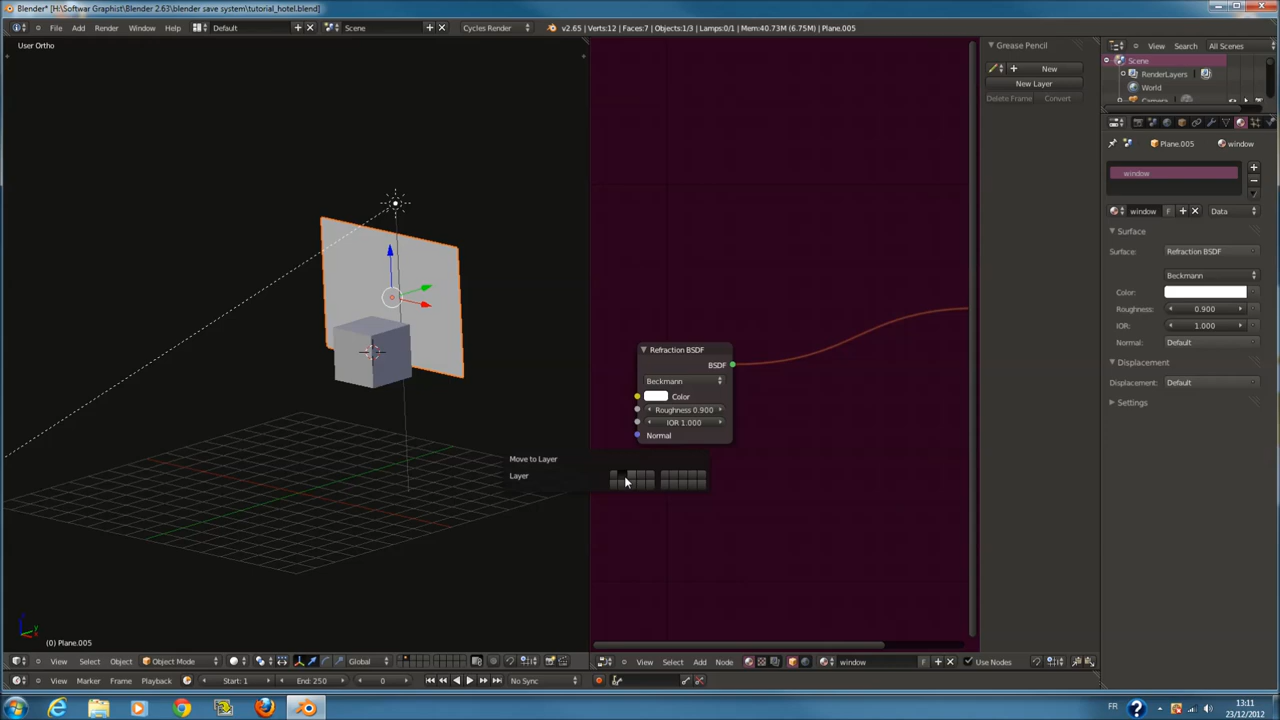 Blender* [H:\Softwar Graphist\Blender 2.63\blender save system\tutorial_hotel.blend]
File Add Render Window Help Default Scene Cycles Render v2.65 | Verts:12 | Faces:7 | Objects:1/3 | Lamps:0/1 | Mem:40.73M (6.75M) | Plane.005
View Search All Scenes
User Ortho
Grease Pencil
New
New Layer
Delete Frame Convert
Scene
RenderLayers
World
Camera
Plane.005 window
window
window F Data
Surface
Surface: Refraction BSDF
Beckmann
Color:
Roughness: 0.900
IOR: 1.000
Normal: Default
Displacement
Displacement: Default
Settings
Refraction BSDF
BSDF
Beckmann
Color
Roughness 0.900
IOR 1.000
Normal
Move to Layer
Layer
(0) Plane.005
View Select Object Object Mode Global
View Select Add Node window F Use Nodes
View Marker Frame Playback Start: 1 End: 250 0 No Sync
FR 13:11
23/12/2012